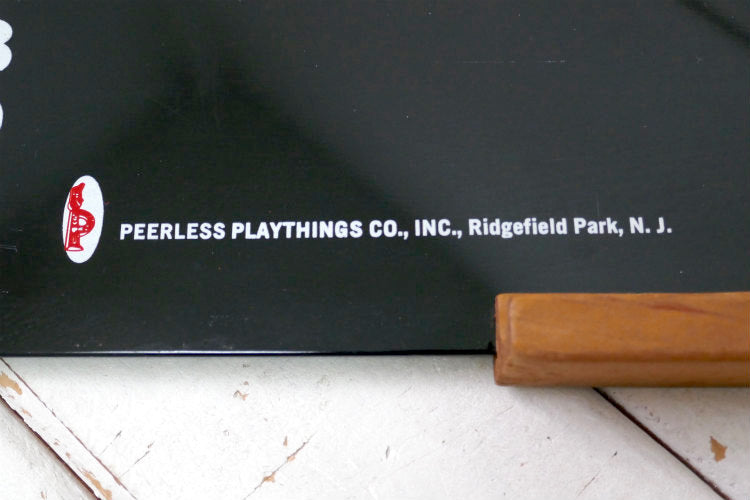 PEERLESS PLAYTHINGS CO., INC., Ridgefield Park, N. J.